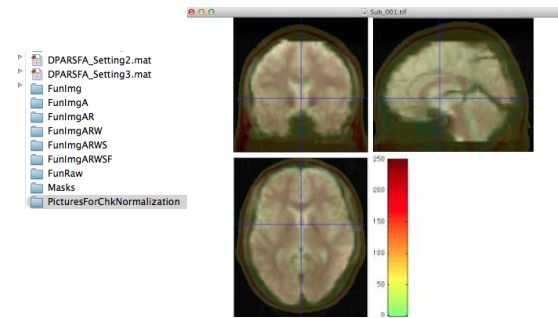 Sub_001.tif
DPARSFA_Setting2.mat
DPARSFA_Setting3.mat
FunImg
FunImgA
FunImgAR
FunImgARW
FunImgARWS
FunImgARWSF
FunRaw
Masks
PicturesForChkNormalization
250
200
150
100
50
0